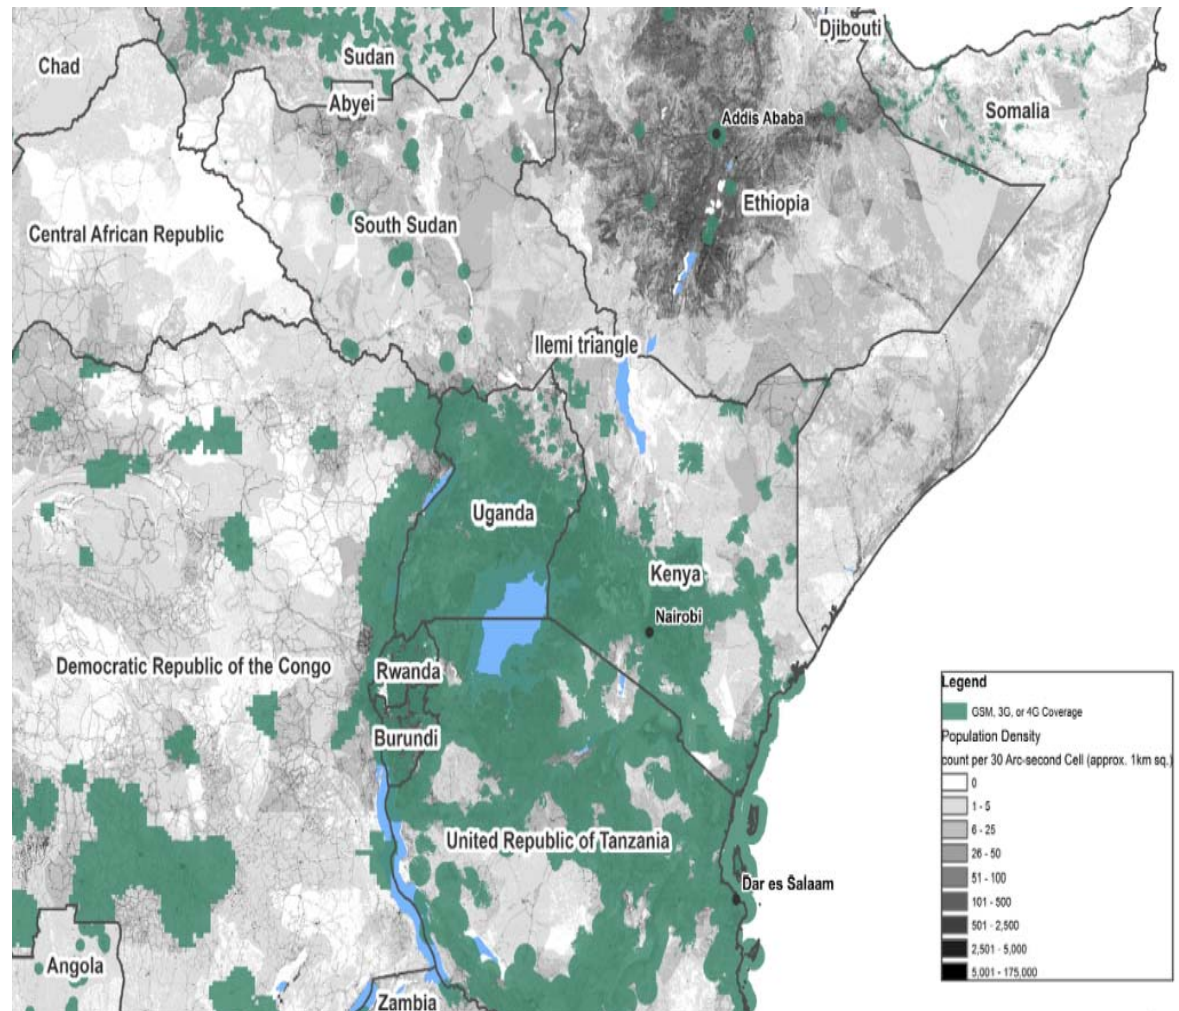 Djibouti
Sudan
Chad
Abyei
Somalia
Addis Ababa
Ethiopia
South Sudan
Central African Republic
Ilemi triangle
Uganda
Kenya
Nairobi
Democratic Republic of the Congo
Rwanda
Burundi
United Republic of Tanzania
Dar es Salaam
Angola
Zambia
Legend
GSM, 3G, or 4G Coverage
Population Density
count per 30 Arc-second Cell (approx. 1km sq.)
0
1 - 5
6 - 25
26 - 50
51 - 100
101 - 500
501 - 2,500
2,501 - 5,000
5,001 - 175,000